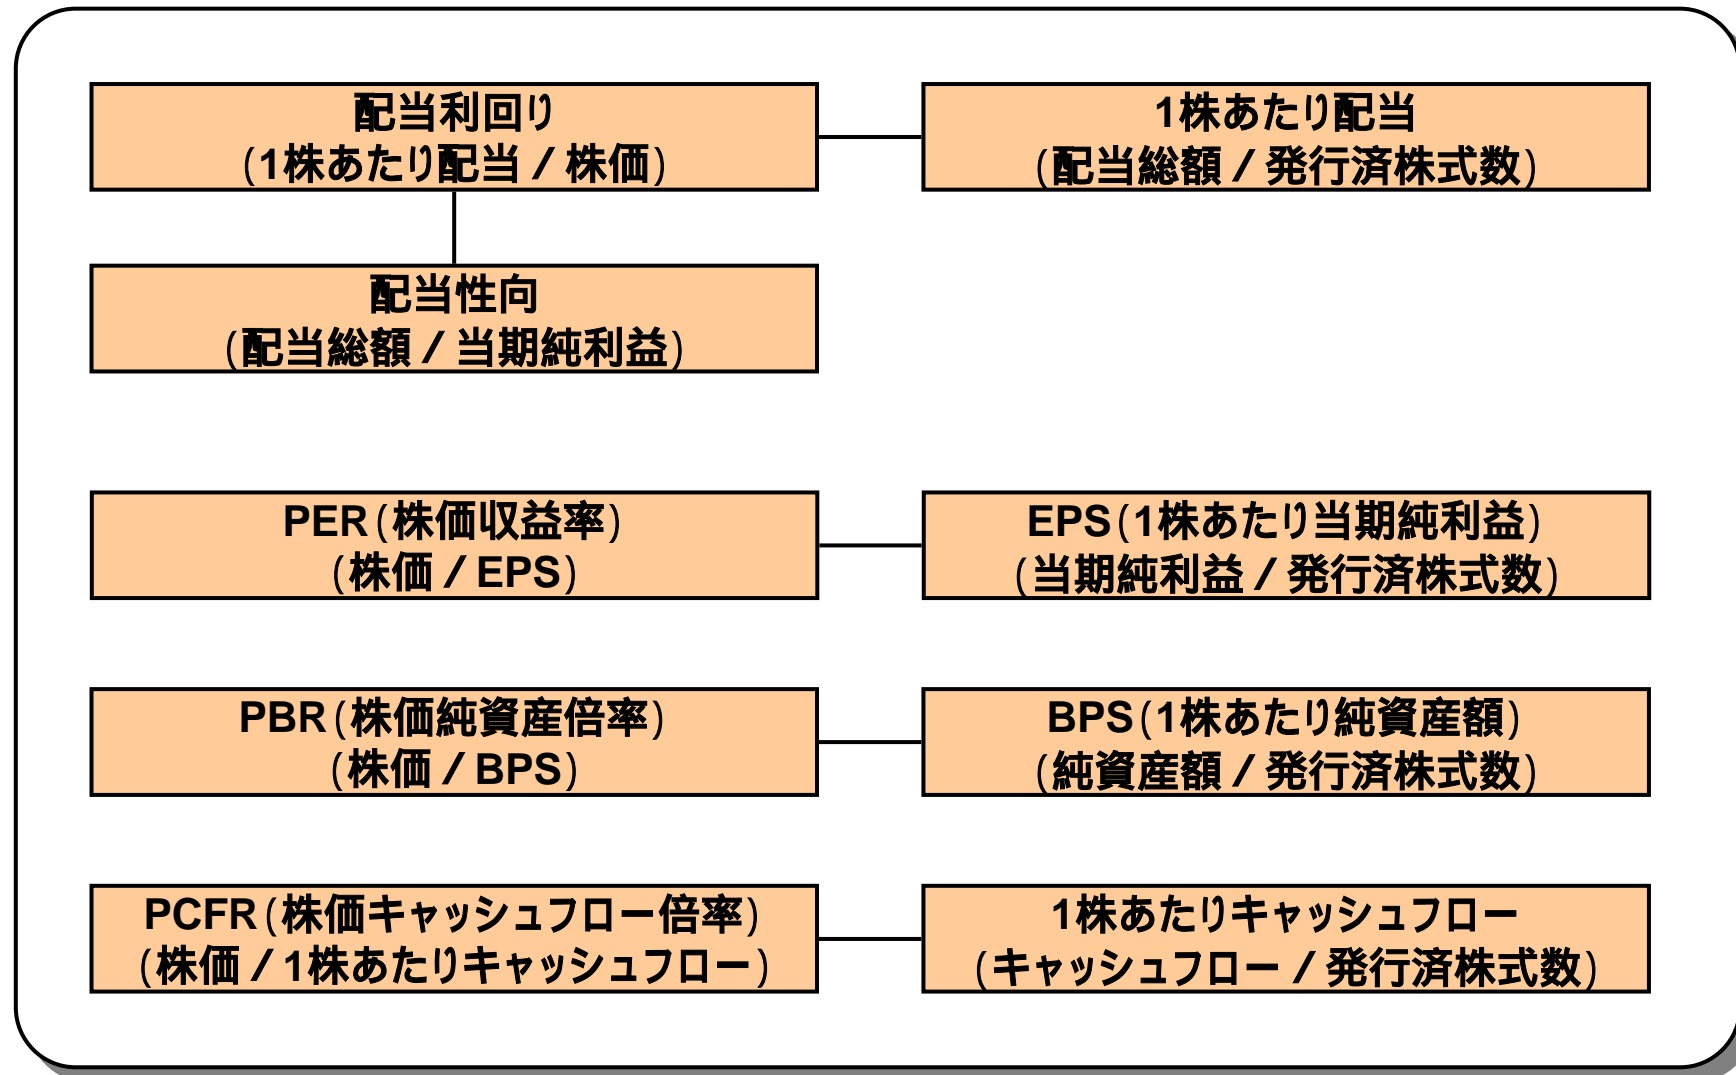 配当利回り
(1株あたり配当／株価)
1株あたり配当
(配当総額／発行済株式数)
配当性向
(配当総額／当期純利益)
PER(株価収益率)
(株価／EPS)
EPS(1株あたり当期純利益)
(当期純利益／発行済株式数)
PBR(株価純資産倍率)
(株価／BPS)
BPS(1株あたり純資産額)
(純資産額／発行済株式数)
PCFR(株価キャッシュフロー倍率)
(株価／1株あたりキャッシュフロー)
1株あたりキャッシュフロー
(キャッシュフロー／発行済株式数)